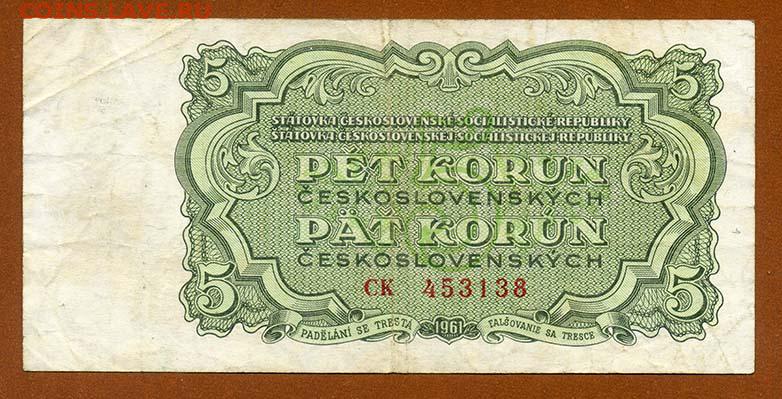 COINS.LAVE.RU
5 5
STÁTOVKA ČESKOSLOVENSKÉ SOCIALISTICKÉ REPUBLIKY
ŠTÁTOVKA ČESKOSLOVENSKEJ SOCIALISTICKEJ REPUBLIKY
PĚT KORUN
ČESKOSLOVENSKÝCH
PÄŤ KORÚN
ČESKOSLOVENSKÝCH
5 5
CK 453138
PADĚLÁNÍ SE TRESTÁ 1961 FALŠOVANIE SA TRESCE